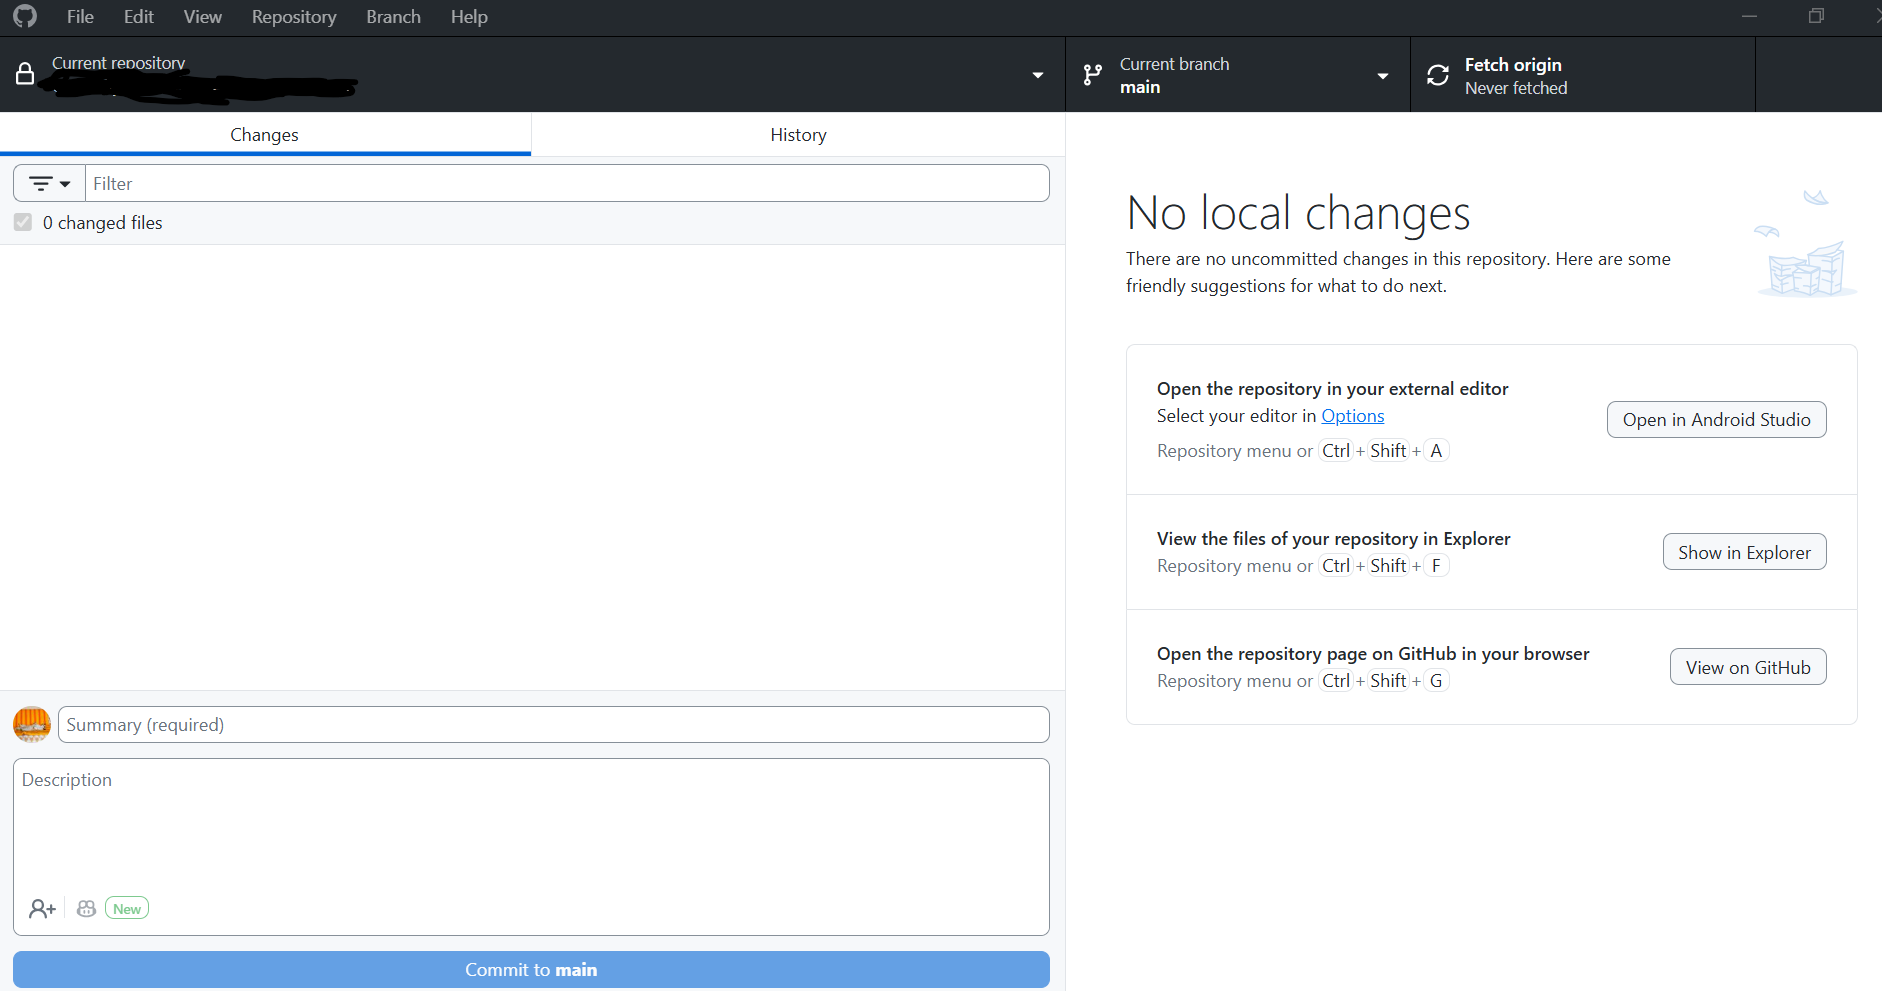 File Edit View Repository Branch Help
Current repository
Current branch
main
Fetch origin
Never fetched
Changes
History
Filter
0 changed files
No local changes
There are no uncommitted changes in this repository. Here are some
friendly suggestions for what to do next.
Open the repository in your external editor
Select your editor in Options
Repository menu or Ctrl + Shift + A
Open in Android Studio
View the files of your repository in Explorer
Repository menu or Ctrl + Shift + F
Show in Explorer
Open the repository page on GitHub in your browser
Repository menu or Ctrl + Shift + G
View on GitHub
Summary (required)
Description
New
Commit to main